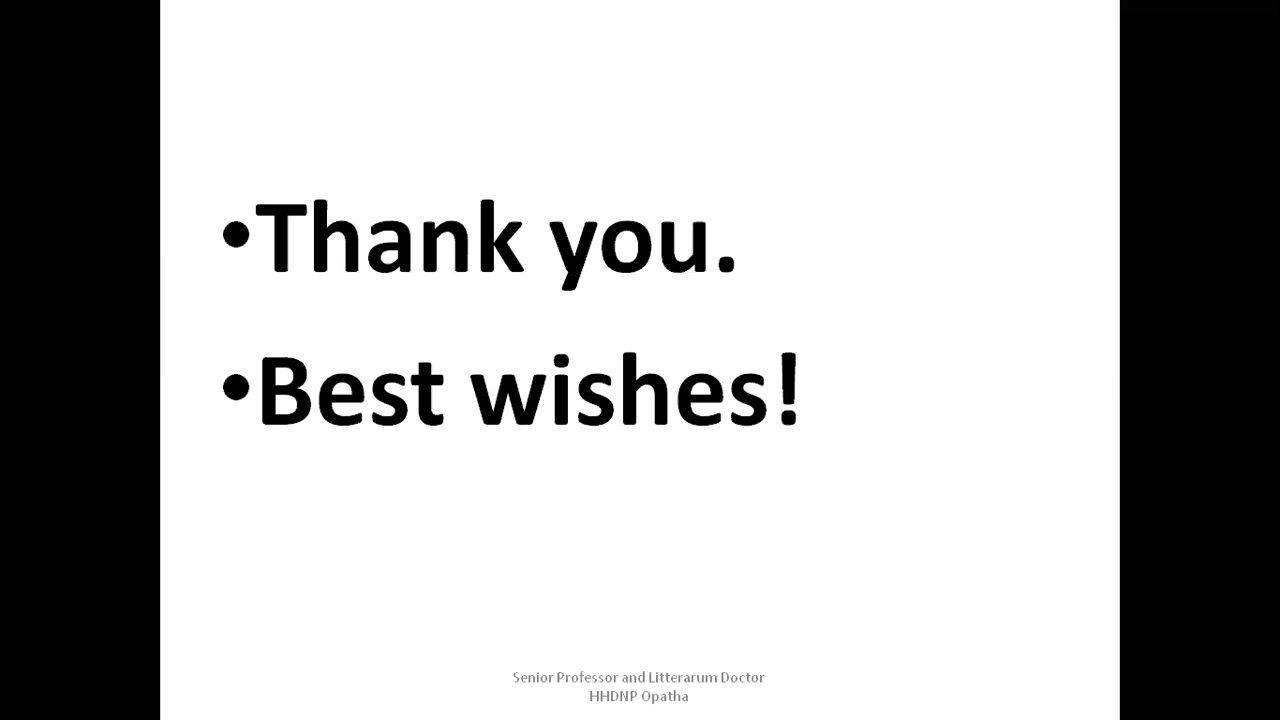 •Thank you.
•Best wishes!
Senior Professor and Litterarum Doctor
HHDNP Opatha